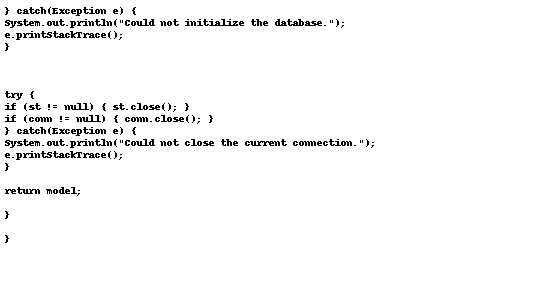 } catch(Exception e) {
System.out.println("Could not initialize the database.");
e.printStackTrace();
}
try {
if (st != null) { st.close(); }
if (conn != null) { conn.close(); }
} catch(Exception e) {
System.out.println("Could not close the current connection.");
e.printStackTrace();
}
return model;
}
}